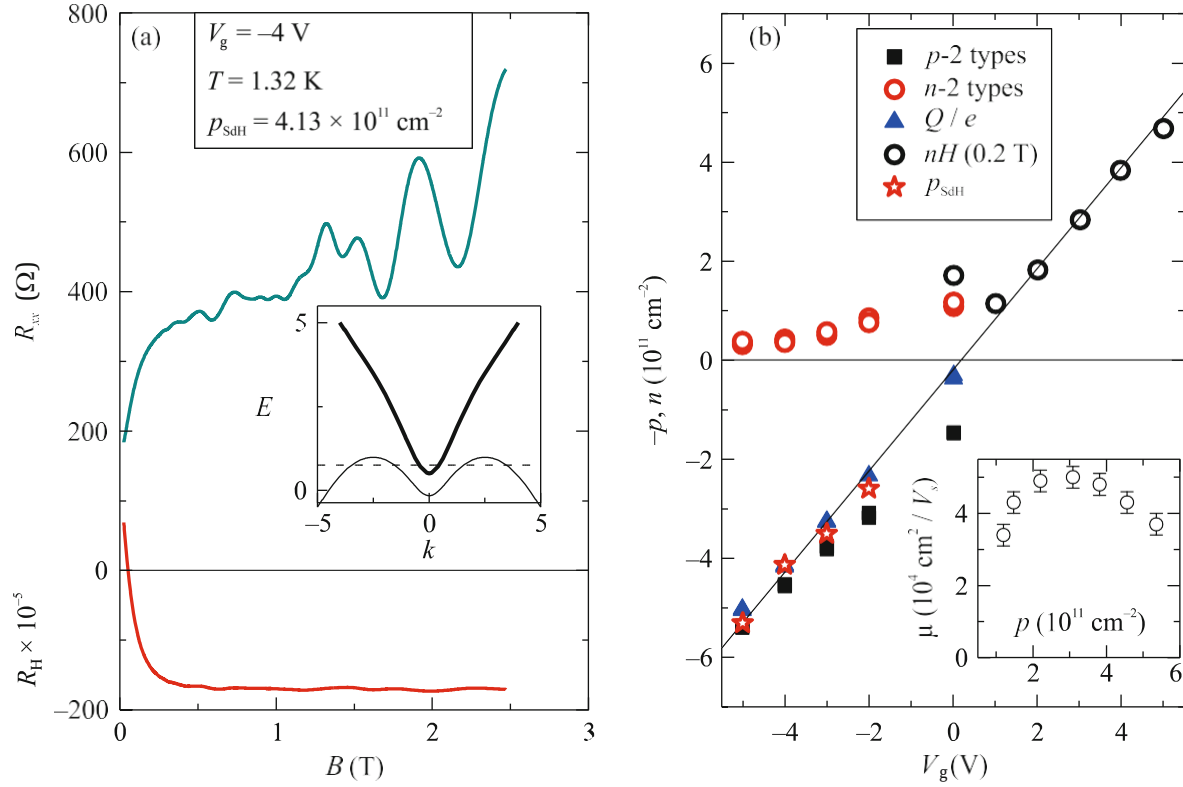 (a)
V_g = –4 V
T = 1.32 K
p_SdH = 4.13 × 10^11 cm^–2
800
600
400
200
0
–200
R_xx (Ω)
R_H × 10^–5
0 1 2 3
B (T)
5
0
E
–5 0 5
k
(b)
p-2 types
n-2 types
Q / e
nH (0.2 T)
p_SdH
6
4
2
0
–2
–4
–6
–p, n (10^11 cm^–2)
–4 –2 0 2 4
V_g (V)
4
2
0
μ (10^4 cm^2 / V_s)
p (10^11 cm^–2)
2 4 6